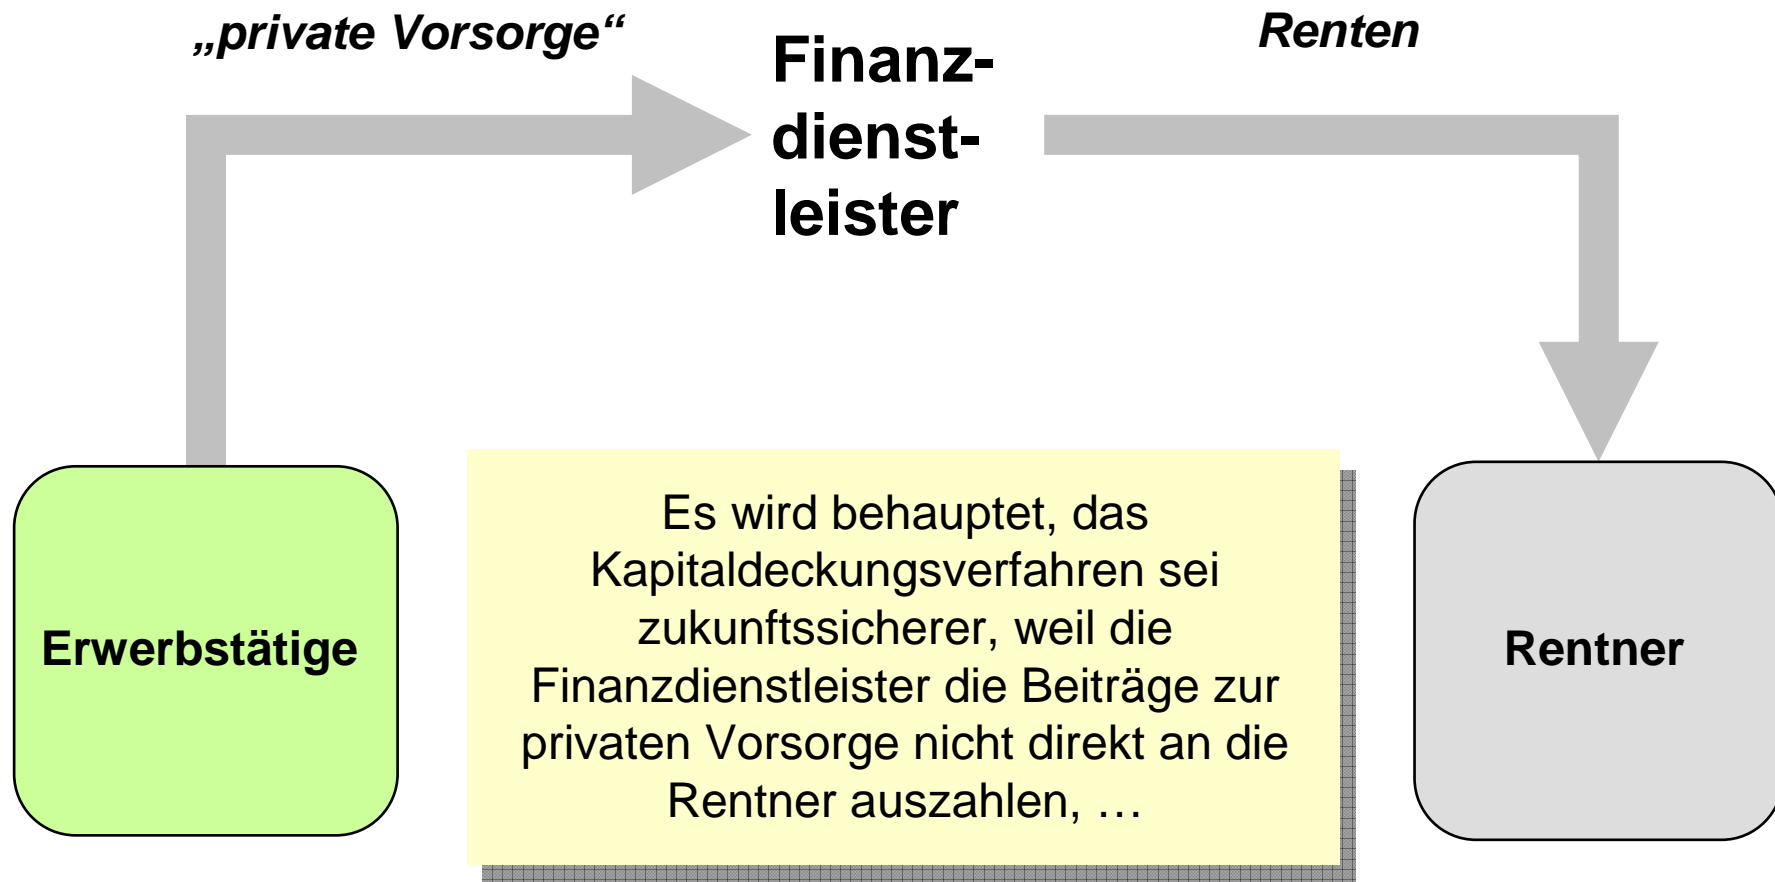 „private Vorsorge“
Renten
Finanz-
dienst-
leister
Erwerbstätige
Es wird behauptet, das
Kapitaldeckungsverfahren sei
zukunftssicherer, weil die
Finanzdienstleister die Beiträge zur
privaten Vorsorge nicht direkt an die
Rentner auszahlen, …
Rentner